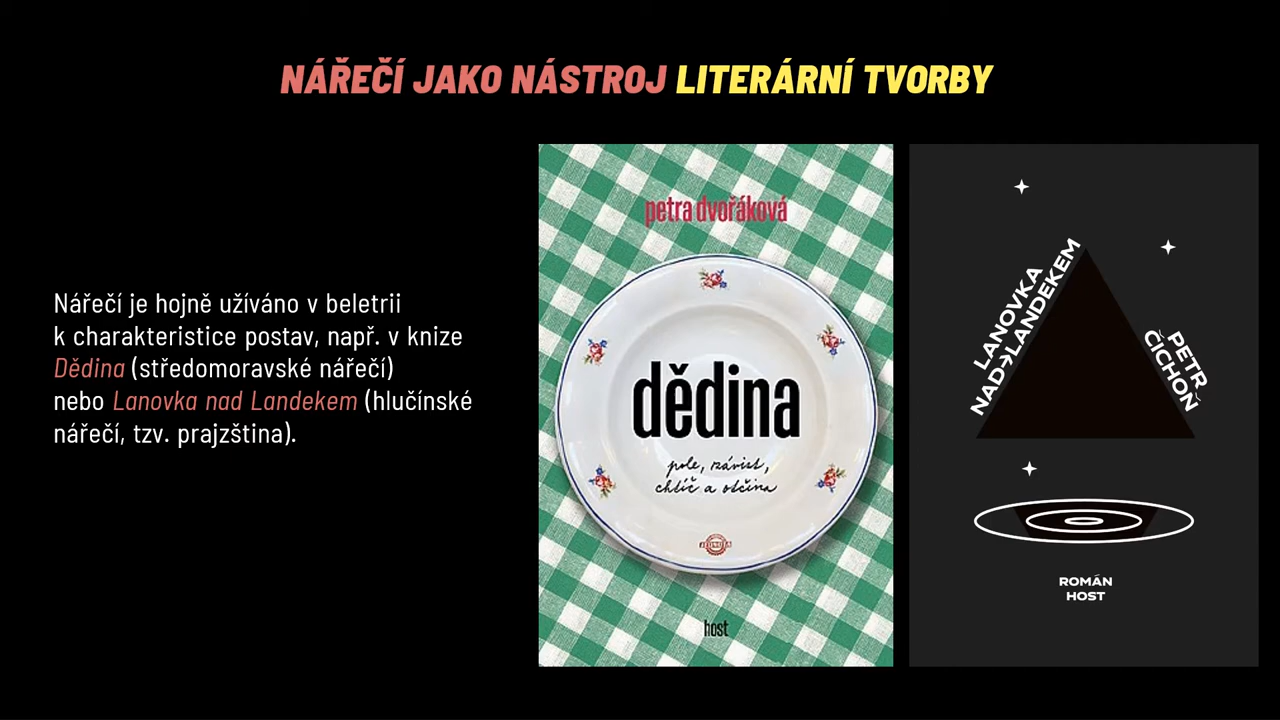 NÁŘEČÍ JAKO NÁSTROJ LITERÁRNÍ TVORBY
Nářečí je hojně užíváno v beletrii
k charakteristice postav, např. v knize
Dědina (středomoravské nářečí)
nebo Lanovka nad Landekem (hlučínské
nářečí, tzv. prajzština).
petra dvořáková
dědina
pole, závist,
chtíč a otčina
host
LANOVKA
NAD→LANDEKEM
PETR
ČICHOŇ
ROMÁN
HOST